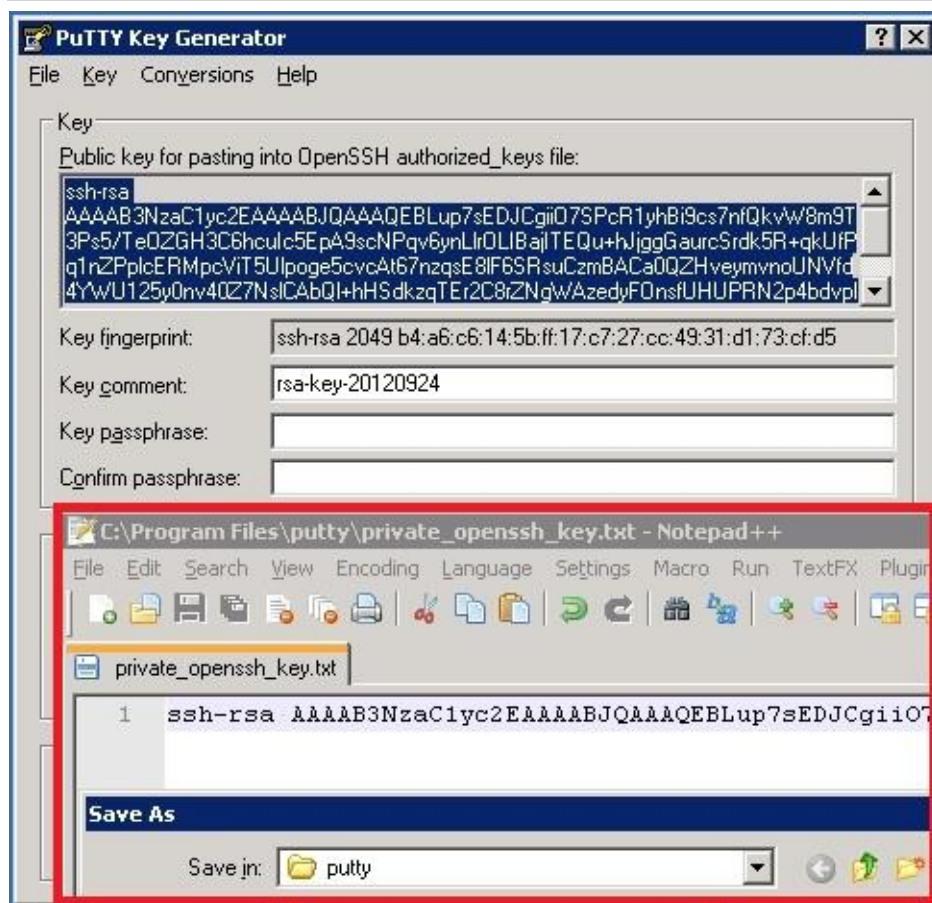 PuTTY Key Generator
File Key Conversions Help
Key
Public key for pasting into OpenSSH authorized_keys file:
ssh-rsa
AAAAB3NzaC1yc2EAAAABJQAAAQEBLup7sEDJCgiiO7SPcR1yhBi9cs7nfQkvW8m9T
3Ps5/Te0ZGH3C6hcuIc5EpA9scNPqv6ynLlrOLIBajlTEQu+hJjggGaurcSrdk5R+qkUfP
q1nZPplcERMpcViT5UIpoge5cvcAt67nzqsE8lF6SRsuCzmBACa0QZHveymvnoUNVfd
4YWU125y0nv40Z7NslCAbQl+hHSdkzqTEr2C8rZNgWAzedyFOnsfUHUPRN2p4bdvpl
Key fingerprint: ssh-rsa 2049 b4:a6:c6:14:5b:ff:17:c7:27:cc:49:31:d1:73:cf:d5
Key comment: rsa-key-20120924
Key passphrase:
Confirm passphrase:
C:\Program Files\putty\private_openssh_key.txt - Notepad++
File Edit Search View Encoding Language Settings Macro Run TextFX Plugin
private_openssh_key.txt
1 ssh-rsa AAAAB3NzaC1yc2EAAAABJQAAAQEBLup7sEDJCgiiO7
Save As
Save in: putty